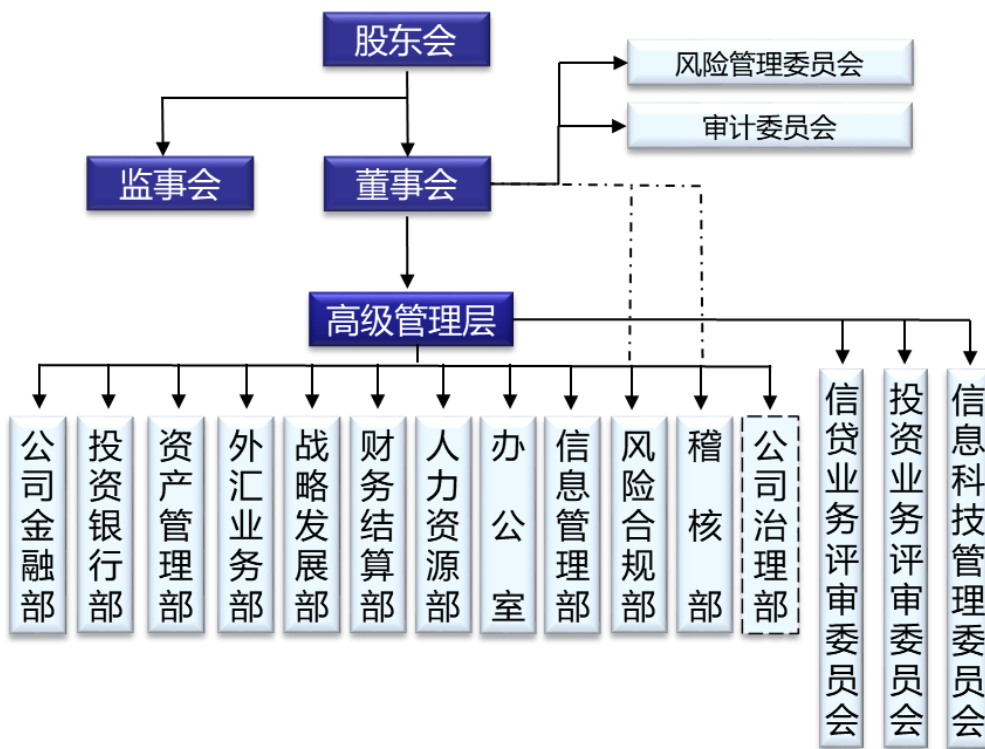 股东会
风险管理委员会
审计委员会
监事会
董事会
高级管理层
公司金融部
投资银行部
资产管理部
外汇业务部
战略发展部
财务结算部
人力资源部
办公室
信息管理部
风险合规部
稽核部
公司治理部
信贷业务评审委员会
投资业务评审委员会
信息科技管理委员会